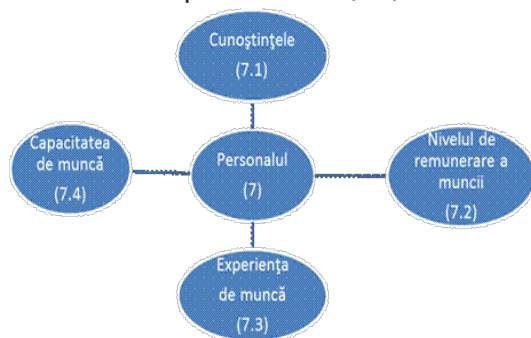 Cunoştinţele
(7.1)
Capacitatea
de muncă
(7.4)
Personalul
(7)
Nivelul de
remunerare a
muncii
(7.2)
Experienţa
de muncă
(7.3)